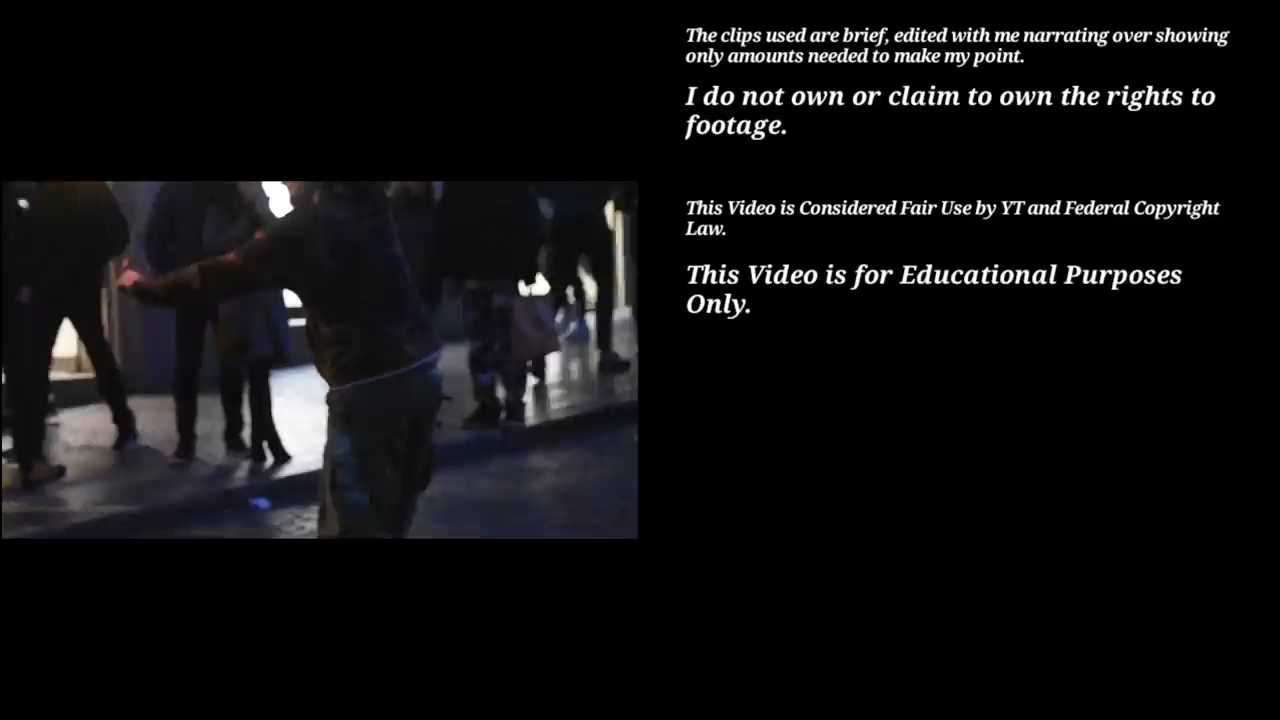 The clips used are brief, edited with me narrating over showing
only amounts needed to make my point.
I do not own or claim to own the rights to
footage.
This Video is Considered Fair Use by YT and Federal Copyright
Law.
This Video is for Educational Purposes
Only.